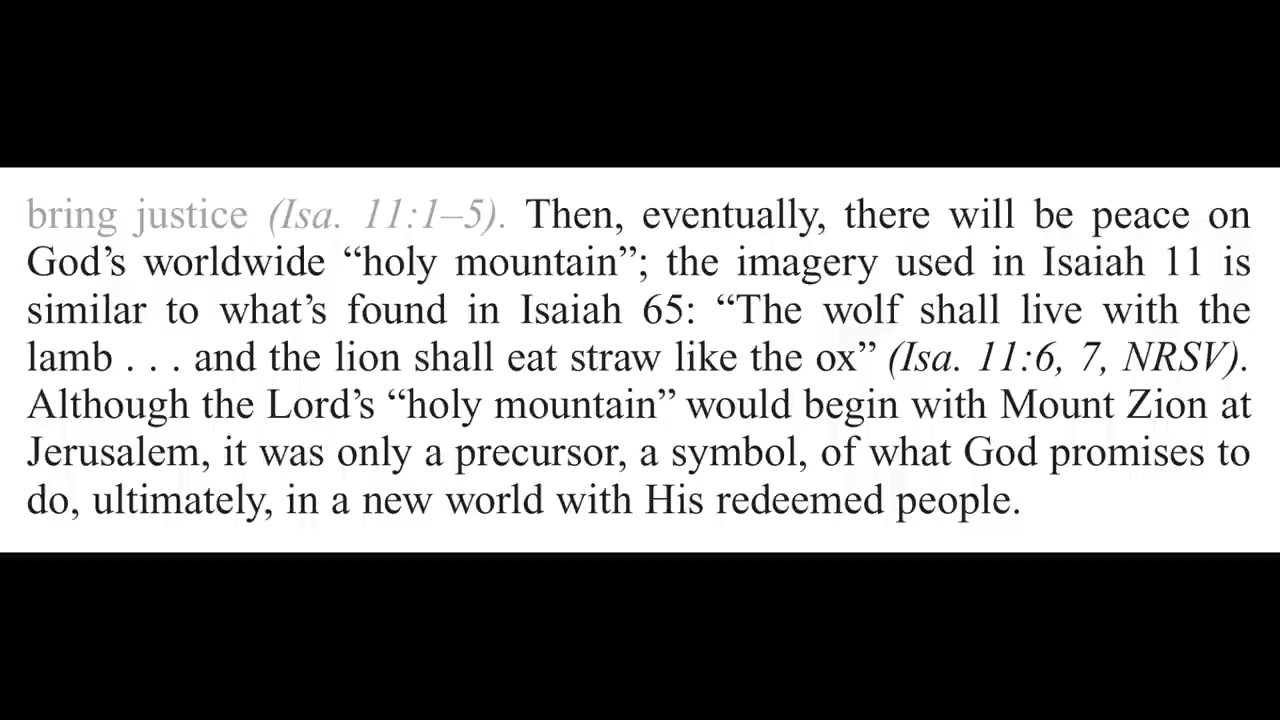 bring justice (Isa. 11:1–5). Then, eventually, there will be peace on
God’s worldwide “holy mountain”; the imagery used in Isaiah 11 is
similar to what’s found in Isaiah 65: “The wolf shall live with the
lamb . . . and the lion shall eat straw like the ox” (Isa. 11:6, 7, NRSV).
Although the Lord’s “holy mountain” would begin with Mount Zion at
Jerusalem, it was only a precursor, a symbol, of what God promises to
do, ultimately, in a new world with His redeemed people.